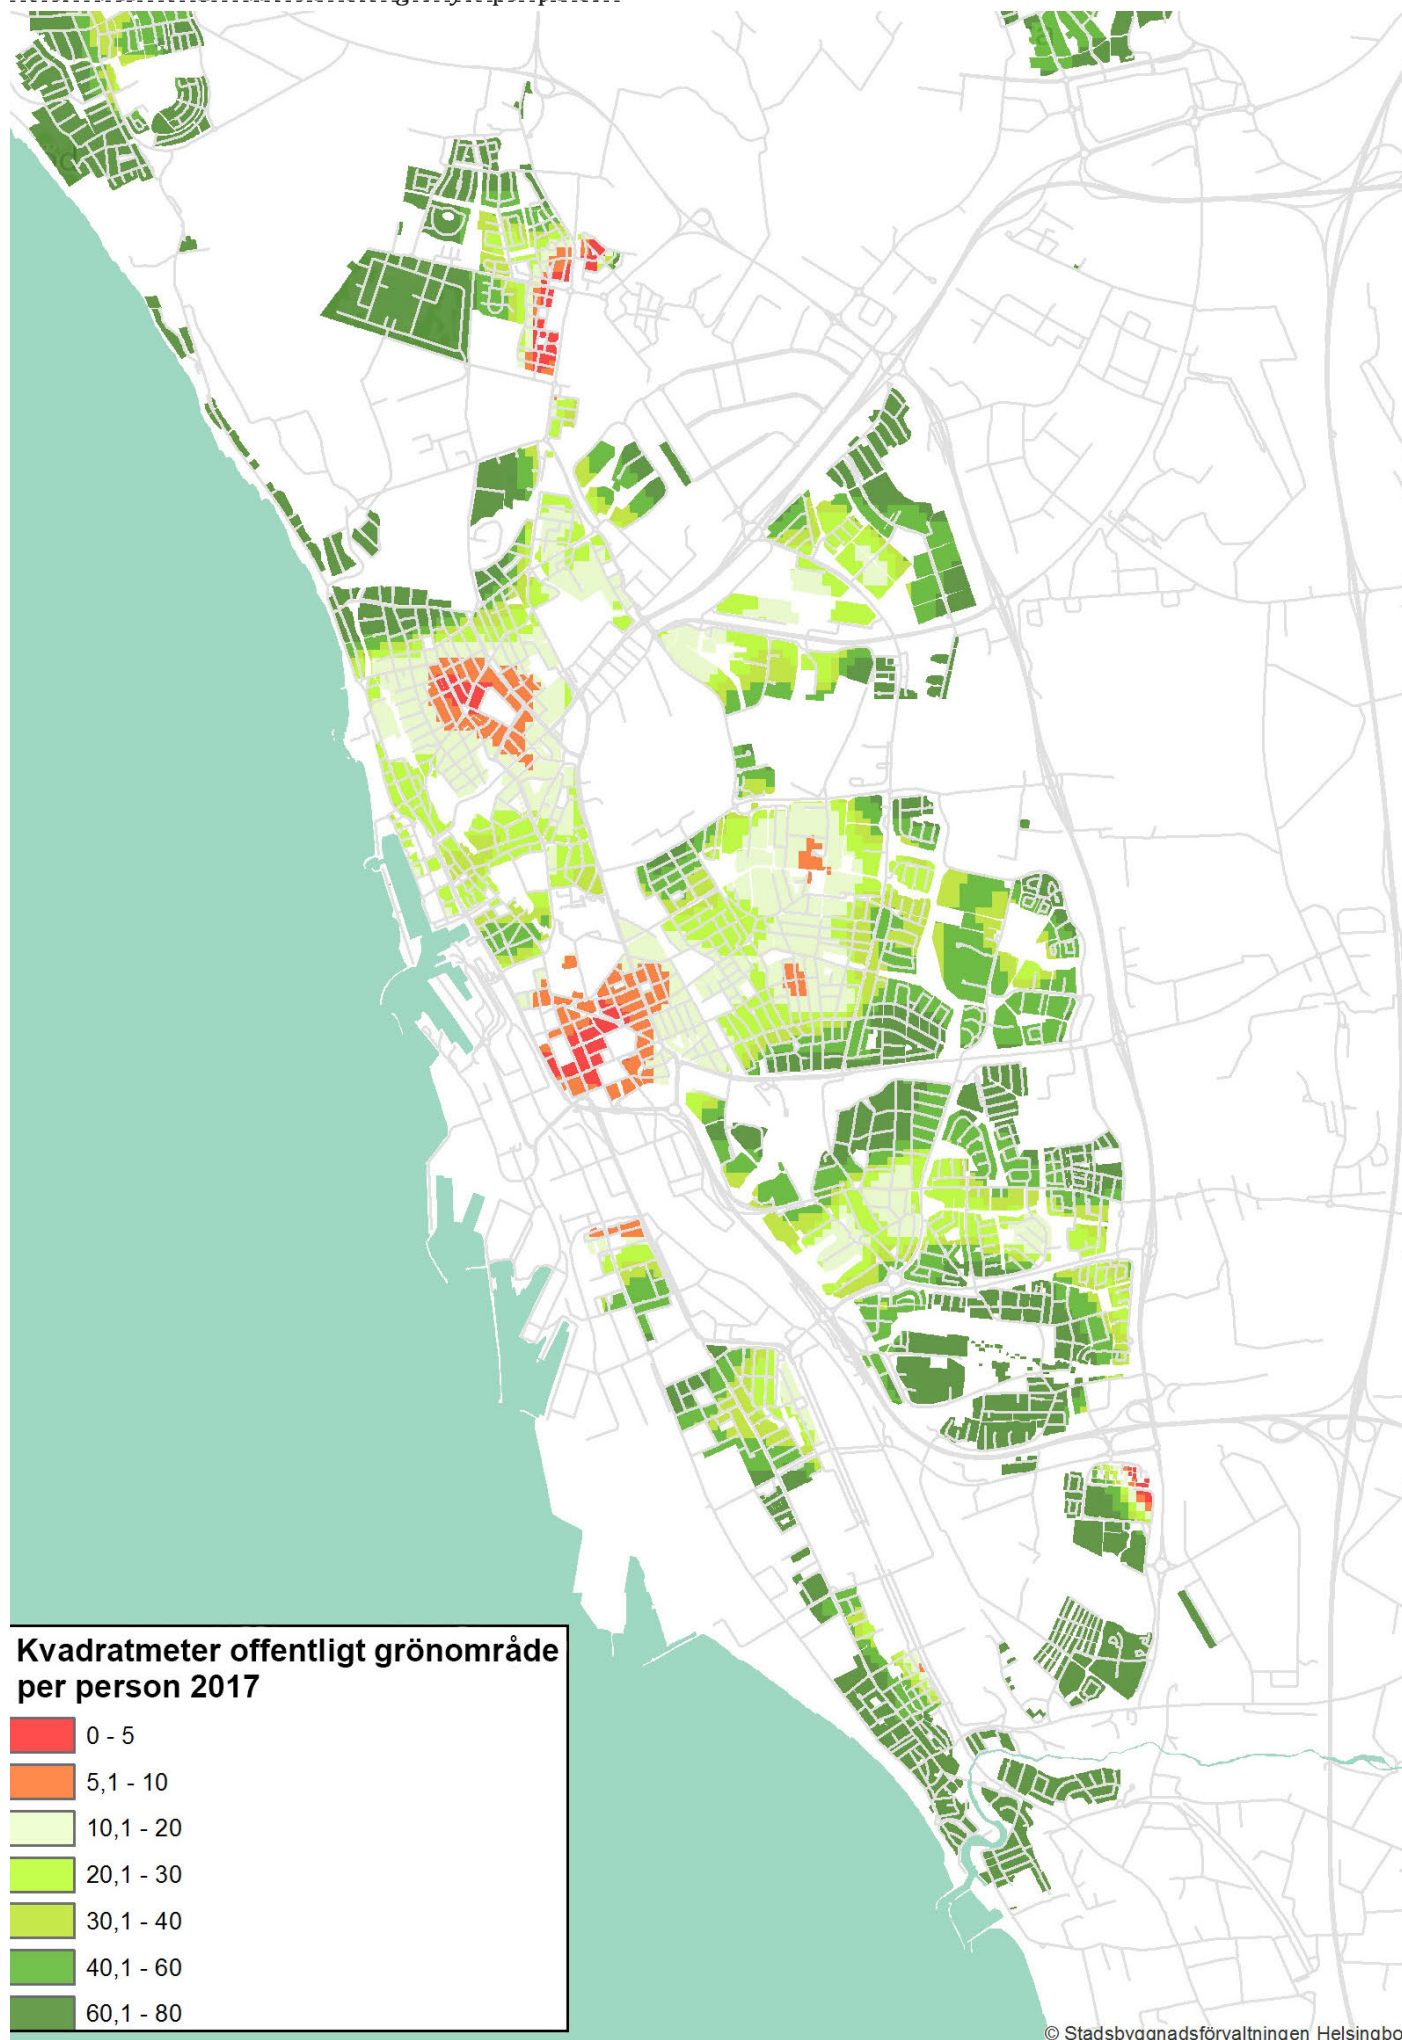 Kvadratmeter offentligt grönområde
per person 2017
0 - 5
5,1 - 10
10,1 - 20
20,1 - 30
30,1 - 40
40,1 - 60
60,1 - 80
© Stadsbyggnadsförvaltningen Helsingbo